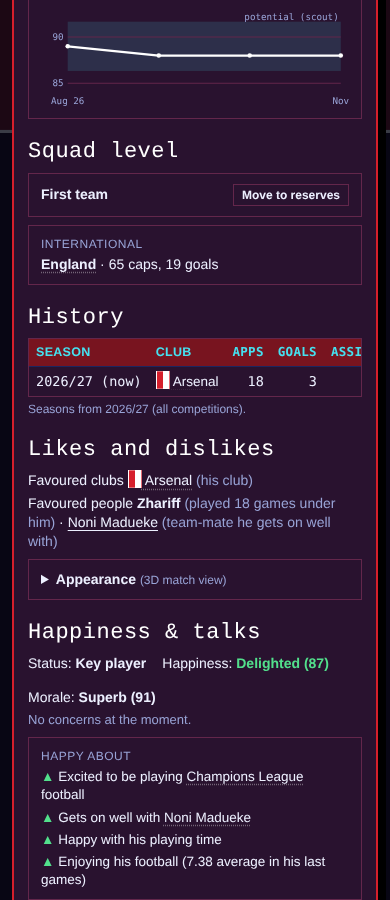 potential (scout)
90
85
Aug 26 Nov
Squad level
First team Move to reserves
INTERNATIONAL
England · 65 caps, 19 goals
History
SEASON CLUB APPS GOALS ASSI
2026/27 (now) Arsenal 18 3
Seasons from 2026/27 (all competitions).
Likes and dislikes
Favoured clubs Arsenal (his club)
Favoured people Zhariff (played 18 games under
him) · Noni Madueke (team-mate he gets on well
with)
▶ Appearance (3D match view)
Happiness & talks
Status: Key player Happiness: Delighted (87)
Morale: Superb (91)
No concerns at the moment.
HAPPY ABOUT
▲ Excited to be playing Champions League
football
▲ Gets on well with Noni Madueke
▲ Happy with his playing time
▲ Enjoying his football (7.38 average in his last
games)